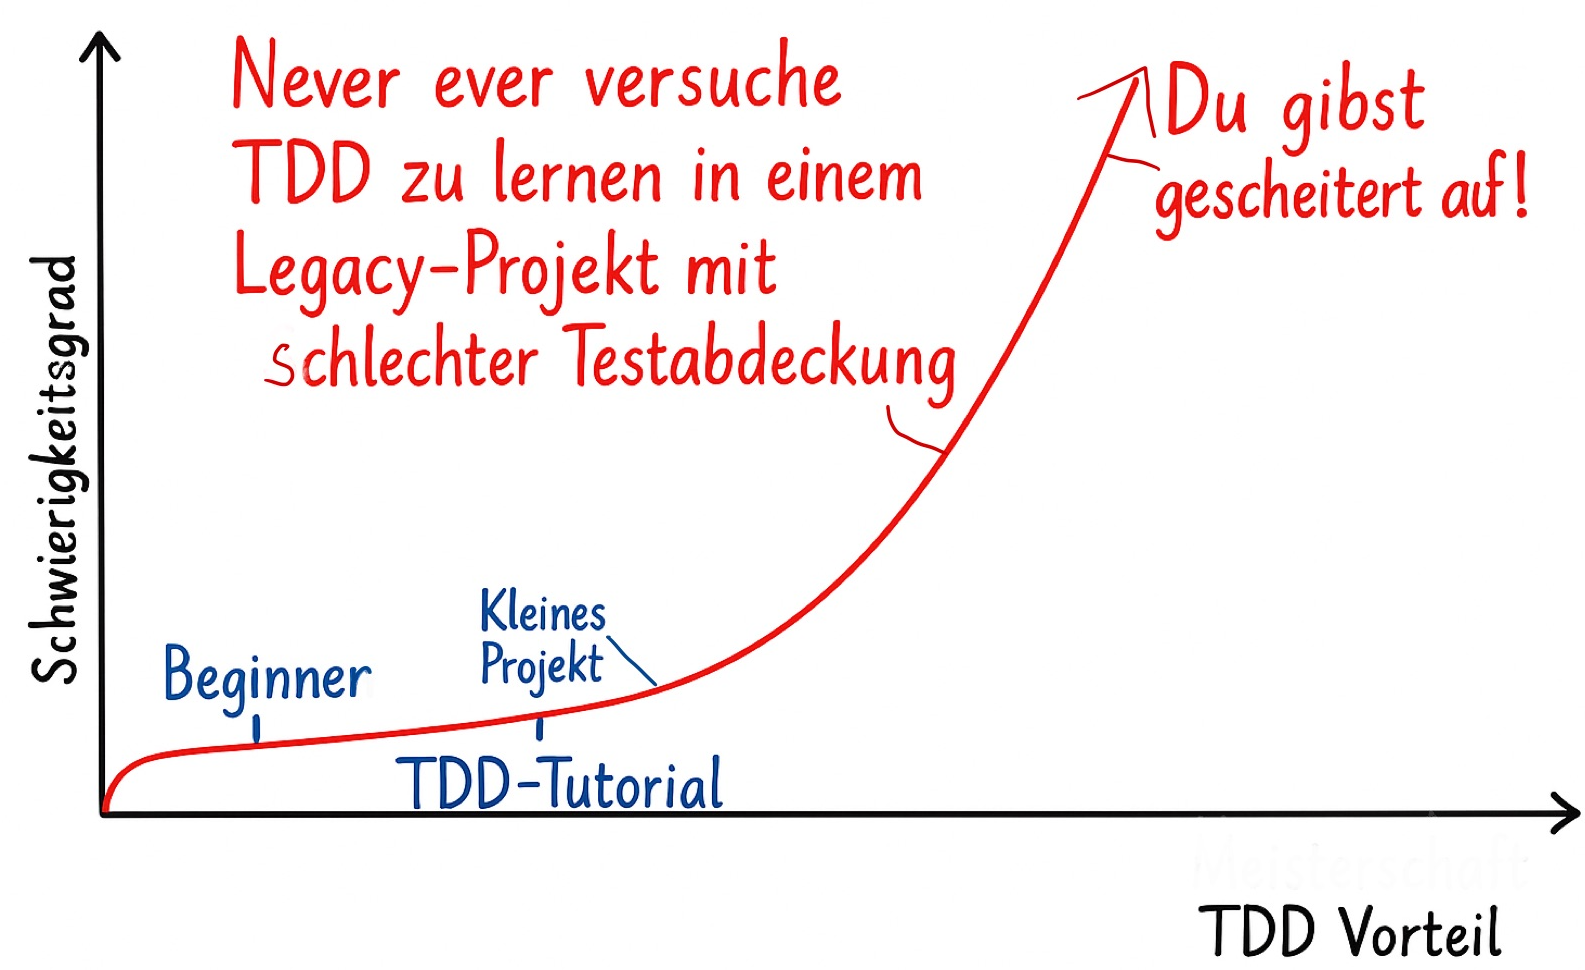 Never ever versuche
TDD zu lernen in einem
Legacy-Projekt mit
schlechter Testabdeckung
Du gibst
gescheitert auf!
Schwierigkeitsgrad
Kleines
Projekt
Beginner
TDD-Tutorial
Meisterschaft
TDD Vorteil